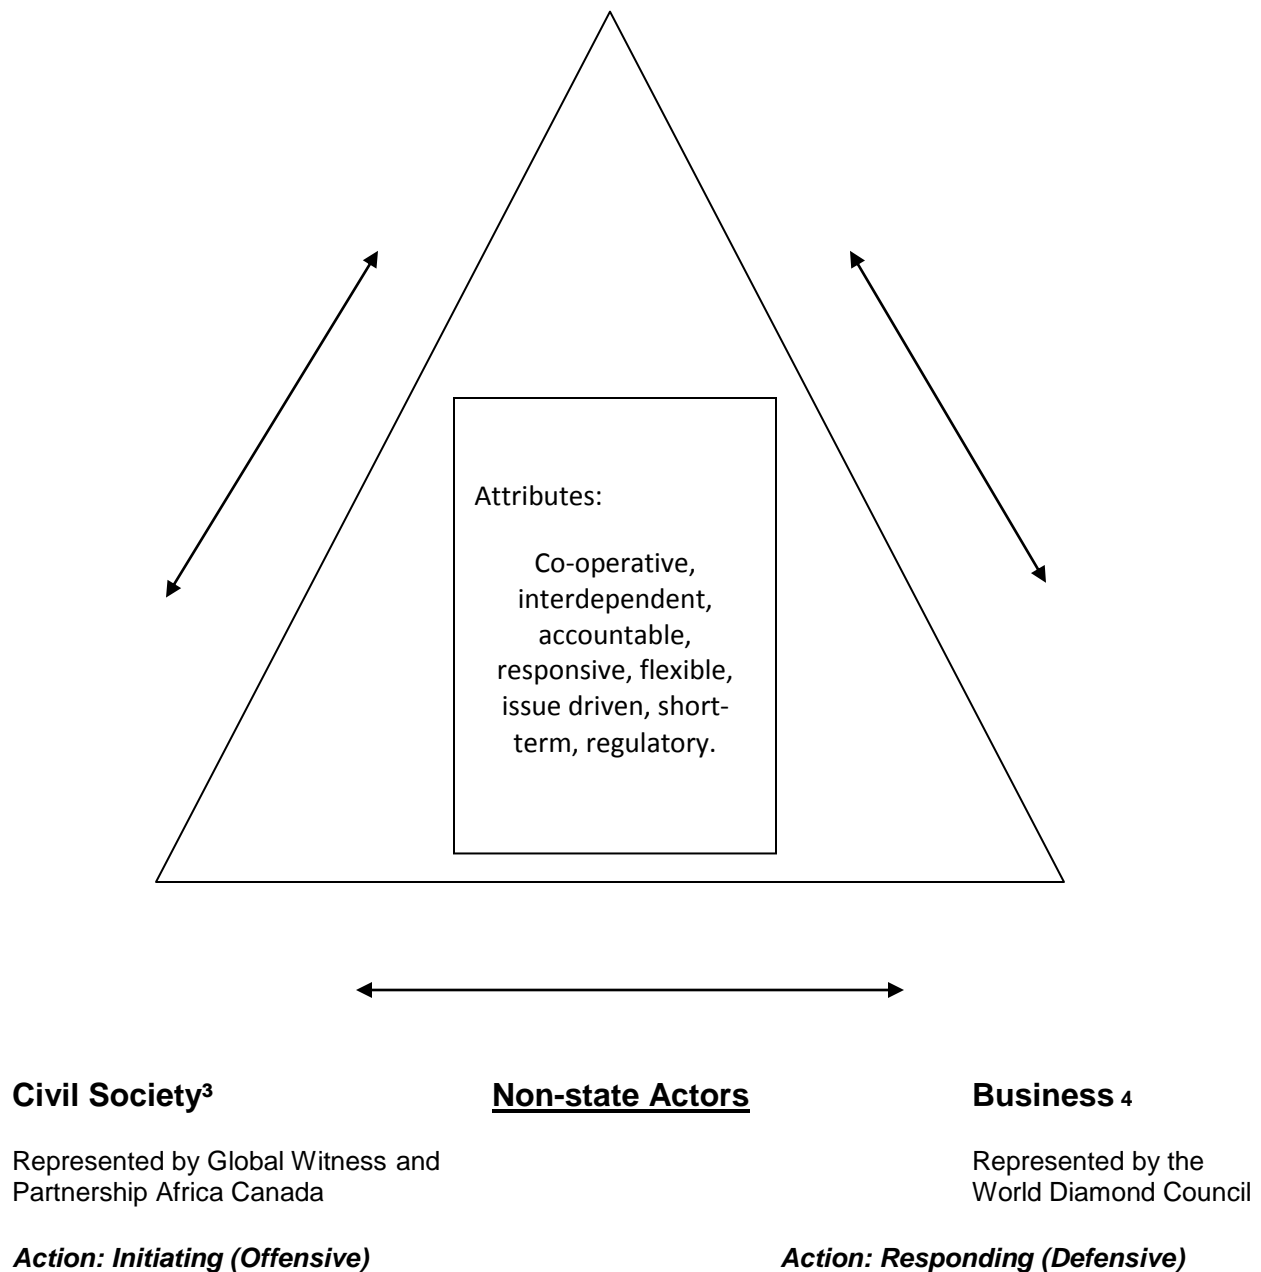 Attributes:
Co-operative,
interdependent,
accountable,
responsive, flexible,
issue driven, short-
term, regulatory.
Civil Society³
Non-state Actors
Business 4
Represented by Global Witness and
Partnership Africa Canada
Represented by the
World Diamond Council
Action: Initiating (Offensive)
Action: Responding (Defensive)